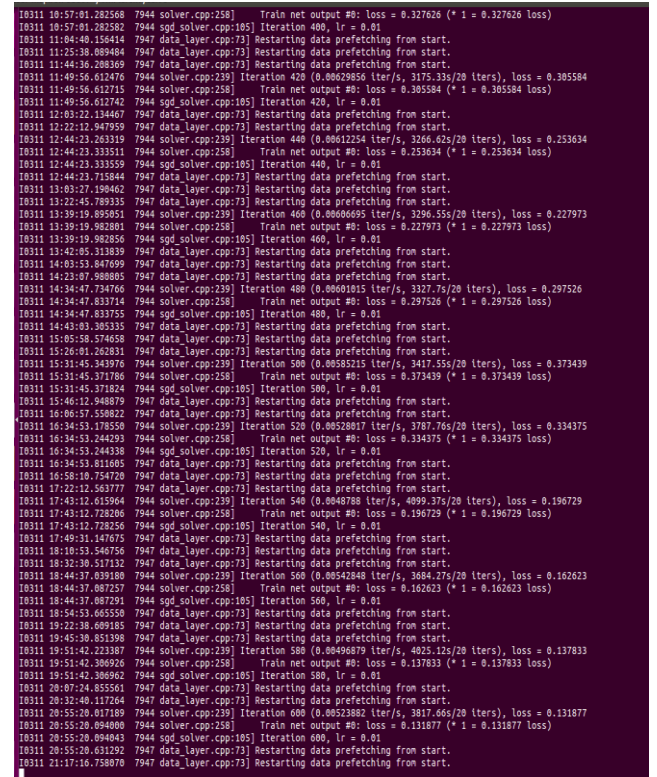 I0311 10:57:01.282568  7944 solver.cpp:258]     Train net output #0: loss = 0.327626 (* 1 = 0.327626 loss)
I0311 10:57:01.282582  7944 sgd_solver.cpp:105] Iteration 400, lr = 0.01
I0311 11:04:40.156414  7947 data_layer.cpp:73] Restarting data prefetching from start.
I0311 11:25:38.089484  7947 data_layer.cpp:73] Restarting data prefetching from start.
I0311 11:44:36.208369  7947 data_layer.cpp:73] Restarting data prefetching from start.
I0311 11:49:56.612476  7944 solver.cpp:239] Iteration 420 (0.00629856 iter/s, 3175.33s/20 iters), loss = 0.305584
I0311 11:49:56.612715  7944 solver.cpp:258]     Train net output #0: loss = 0.305584 (* 1 = 0.305584 loss)
I0311 11:49:56.612742  7944 sgd_solver.cpp:105] Iteration 420, lr = 0.01
I0311 12:03:22.134467  7947 data_layer.cpp:73] Restarting data prefetching from start.
I0311 12:22:12.947959  7947 data_layer.cpp:73] Restarting data prefetching from start.
I0311 12:44:23.263319  7944 solver.cpp:239] Iteration 440 (0.00612254 iter/s, 3266.62s/20 iters), loss = 0.253634
I0311 12:44:23.333511  7944 solver.cpp:258]     Train net output #0: loss = 0.253634 (* 1 = 0.253634 loss)
I0311 12:44:23.333559  7944 sgd_solver.cpp:105] Iteration 440, lr = 0.01
I0311 12:44:23.715844  7947 data_layer.cpp:73] Restarting data prefetching from start.
I0311 13:03:27.190462  7947 data_layer.cpp:73] Restarting data prefetching from start.
I0311 13:22:45.789335  7947 data_layer.cpp:73] Restarting data prefetching from start.
I0311 13:39:19.895051  7944 solver.cpp:239] Iteration 460 (0.00606695 iter/s, 3296.55s/20 iters), loss = 0.227973
I0311 13:39:19.982801  7944 solver.cpp:258]     Train net output #0: loss = 0.227973 (* 1 = 0.227973 loss)
I0311 13:39:19.982856  7944 sgd_solver.cpp:105] Iteration 460, lr = 0.01
I0311 13:42:05.313839  7947 data_layer.cpp:73] Restarting data prefetching from start.
I0311 14:03:53.847699  7947 data_layer.cpp:73] Restarting data prefetching from start.
I0311 14:23:07.980805  7947 data_layer.cpp:73] Restarting data prefetching from start.
I0311 14:34:47.734766  7944 solver.cpp:239] Iteration 480 (0.00601015 iter/s, 3327.7s/20 iters), loss = 0.297526
I0311 14:34:47.833714  7944 solver.cpp:258]     Train net output #0: loss = 0.297526 (* 1 = 0.297526 loss)
I0311 14:34:47.833755  7944 sgd_solver.cpp:105] Iteration 480, lr = 0.01
I0311 14:43:03.305335  7947 data_layer.cpp:73] Restarting data prefetching from start.
I0311 15:05:58.574658  7947 data_layer.cpp:73] Restarting data prefetching from start.
I0311 15:26:01.262831  7947 data_layer.cpp:73] Restarting data prefetching from start.
I0311 15:31:45.343976  7944 solver.cpp:239] Iteration 500 (0.00585215 iter/s, 3417.55s/20 iters), loss = 0.373439
I0311 15:31:45.371786  7944 solver.cpp:258]     Train net output #0: loss = 0.373439 (* 1 = 0.373439 loss)
I0311 15:31:45.371824  7944 sgd_solver.cpp:105] Iteration 500, lr = 0.01
I0311 15:46:12.948879  7947 data_layer.cpp:73] Restarting data prefetching from start.
I0311 16:06:57.550822  7947 data_layer.cpp:73] Restarting data prefetching from start.
I0311 16:34:53.178550  7944 solver.cpp:239] Iteration 520 (0.00528017 iter/s, 3787.76s/20 iters), loss = 0.334375
I0311 16:34:53.244293  7944 solver.cpp:258]     Train net output #0: loss = 0.334375 (* 1 = 0.334375 loss)
I0311 16:34:53.244338  7944 sgd_solver.cpp:105] Iteration 520, lr = 0.01
I0311 16:34:53.811605  7947 data_layer.cpp:73] Restarting data prefetching from start.
I0311 16:58:10.754720  7947 data_layer.cpp:73] Restarting data prefetching from start.
I0311 17:22:12.563777  7947 data_layer.cpp:73] Restarting data prefetching from start.
I0311 17:43:12.615964  7944 solver.cpp:239] Iteration 540 (0.0048788 iter/s, 4099.37s/20 iters), loss = 0.196729
I0311 17:43:12.728206  7944 solver.cpp:258]     Train net output #0: loss = 0.196729 (* 1 = 0.196729 loss)
I0311 17:43:12.728256  7944 sgd_solver.cpp:105] Iteration 540, lr = 0.01
I0311 17:49:31.147675  7947 data_layer.cpp:73] Restarting data prefetching from start.
I0311 18:10:53.546756  7947 data_layer.cpp:73] Restarting data prefetching from start.
I0311 18:32:30.517132  7947 data_layer.cpp:73] Restarting data prefetching from start.
I0311 18:44:37.039180  7944 solver.cpp:239] Iteration 560 (0.00542848 iter/s, 3684.27s/20 iters), loss = 0.162623
I0311 18:44:37.087257  7944 solver.cpp:258]     Train net output #0: loss = 0.162623 (* 1 = 0.162623 loss)
I0311 18:44:37.087291  7944 sgd_solver.cpp:105] Iteration 560, lr = 0.01
I0311 18:54:53.665550  7947 data_layer.cpp:73] Restarting data prefetching from start.
I0311 19:22:38.609185  7947 data_layer.cpp:73] Restarting data prefetching from start.
I0311 19:45:30.851398  7947 data_layer.cpp:73] Restarting data prefetching from start.
I0311 19:51:42.223387  7944 solver.cpp:239] Iteration 580 (0.00496879 iter/s, 4025.12s/20 iters), loss = 0.137833
I0311 19:51:42.306926  7944 solver.cpp:258]     Train net output #0: loss = 0.137833 (* 1 = 0.137833 loss)
I0311 19:51:42.306962  7944 sgd_solver.cpp:105] Iteration 580, lr = 0.01
I0311 20:07:24.855561  7947 data_layer.cpp:73] Restarting data prefetching from start.
I0311 20:32:40.117264  7947 data_layer.cpp:73] Restarting data prefetching from start.
I0311 20:55:20.017189  7944 solver.cpp:239] Iteration 600 (0.00523882 iter/s, 3817.66s/20 iters), loss = 0.131877
I0311 20:55:20.094000  7944 solver.cpp:258]     Train net output #0: loss = 0.131877 (* 1 = 0.131877 loss)
I0311 20:55:20.094043  7944 sgd_solver.cpp:105] Iteration 600, lr = 0.01
I0311 20:55:20.631292  7947 data_layer.cpp:73] Restarting data prefetching from start.
I0311 21:17:16.758070  7947 data_layer.cpp:73] Restarting data prefetching from start.